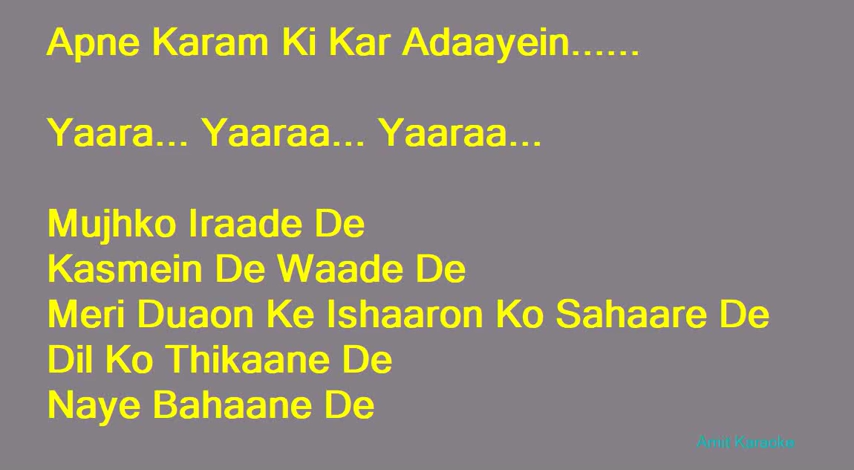 Apne Karam Ki Kar Adaayein......
Yaara... Yaaraa... Yaaraa...
Mujhko Iraade De
Kasmein De Waade De
Meri Duaon Ke Ishaaron Ko Sahaare De
Dil Ko Thikaane De
Naye Bahaane De
Amit Karaoke